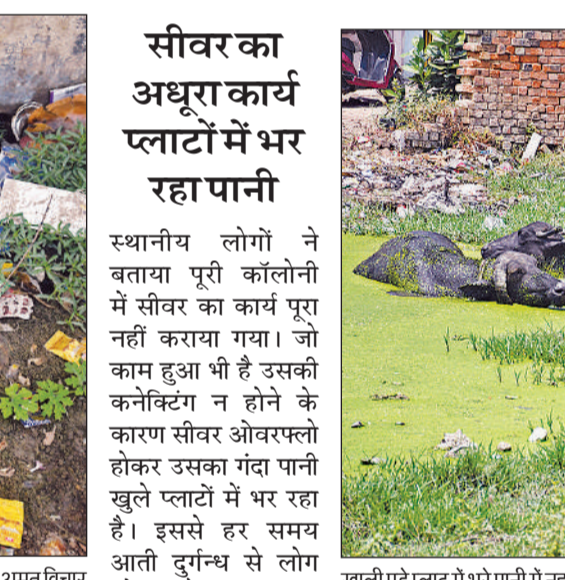 सीवर का
अधूरा कार्य
प्लाटों में भर
रहा पानी
स्थानीय लोगों ने
बताया पूरी कॉलोनी
में सीवर का कार्य पूरा
नहीं कराया गया। जो
काम हुआ भी है उसकी
कनेक्टिंग न होने के
कारण सीवर ओवरफ्लो
होकर उसका गंदा पानी
खुले प्लाटों में भर रहा
है। इससे हर समय
आती दुर्गन्ध से लोग